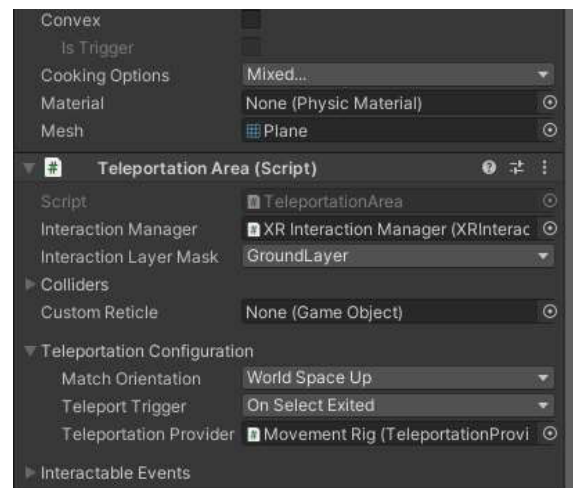 Convex
Is Trigger
Cooking Options Mixed...
Material None (Physic Material)
Mesh Plane
# Teleportation Area (Script)
Script # TeleportationArea
Interaction Manager # XR Interaction Manager (XRInterac
Interaction Layer Mask GroundLayer
Colliders
Custom Reticle None (Game Object)
Teleportation Configuration
Match Orientation World Space Up
Teleport Trigger On Select Exited
Teleportation Provider # Movement Rig (TeleportationProvi
Interactable Events